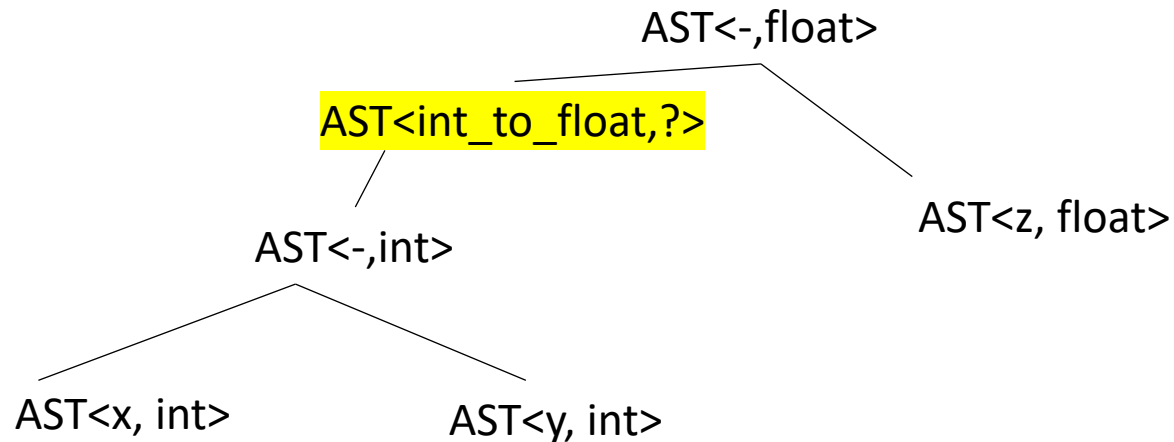 AST<-,float>
AST<int_to_float,?>
AST<z, float>
AST<-,int>
AST<x, int>
AST<y, int>